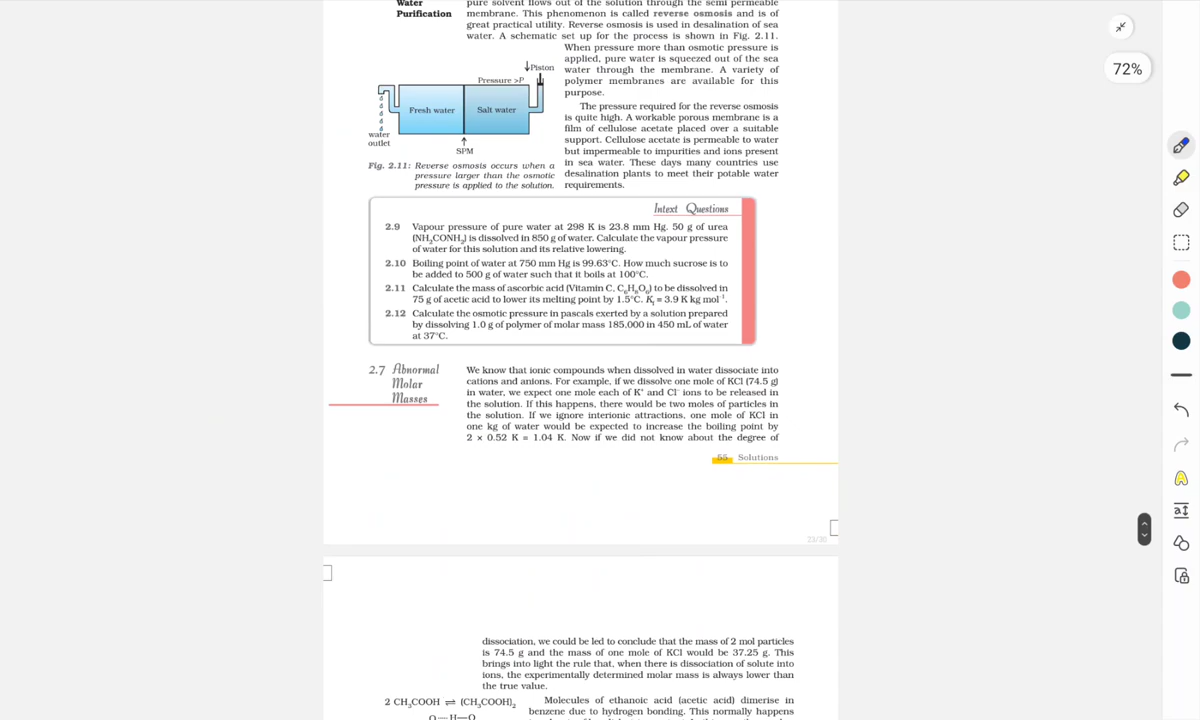 Water
Purification
pure solvent flows out of the solution through the semi permeable
membrane. This phenomenon is called reverse osmosis and is of
great practical utility. Reverse osmosis is used in desalination of sea
water. A schematic set up for the process is shown in Fig. 2.11.
When pressure more than osmotic pressure is
applied, pure water is squeezed out of the sea
water through the membrane. A variety of
polymer membranes are available for this
purpose.
The pressure required for the reverse osmosis
is quite high. A workable porous membrane is a
film of cellulose acetate placed over a suitable
support. Cellulose acetate is permeable to water
but impermeable to impurities and ions present
in sea water. These days many countries use
desalination plants to meet their potable water
requirements.
↓Piston
Pressure >P
Fresh water
Salt water
water
outlet
↑
SPM
Fig. 2.11: Reverse osmosis occurs when a
pressure larger than the osmotic
pressure is applied to the solution.
Intext Questions
2.9 Vapour pressure of pure water at 298 K is 23.8 mm Hg. 50 g of urea
(NH₂CONH₂) is dissolved in 850 g of water. Calculate the vapour pressure
of water for this solution and its relative lowering.
2.10 Boiling point of water at 750 mm Hg is 99.63°C. How much sucrose is to
be added to 500 g of water such that it boils at 100°C.
2.11 Calculate the mass of ascorbic acid (Vitamin C, C₆H₈O₆) to be dissolved in
75 g of acetic acid to lower its melting point by 1.5°C. Kf = 3.9 K kg mol⁻¹.
2.12 Calculate the osmotic pressure in pascals exerted by a solution prepared
by dissolving 1.0 g of polymer of molar mass 185,000 in 450 mL of water
at 37°C.
2.7 Abnormal
Molar
Masses
We know that ionic compounds when dissolved in water dissociate into
cations and anions. For example, if we dissolve one mole of KCl (74.5 g)
in water, we expect one mole each of K⁺ and Cl⁻ ions to be released in
the solution. If this happens, there would be two moles of particles in
the solution. If we ignore interionic attractions, one mole of KCl in
one kg of water would be expected to increase the boiling point by
2 × 0.52 K = 1.04 K. Now if we did not know about the degree of
55 Solutions
23/30
dissociation, we could be led to conclude that the mass of 2 mol particles
is 74.5 g and the mass of one mole of KCl would be 37.25 g. This
brings into light the rule that, when there is dissociation of solute into
ions, the experimentally determined molar mass is always lower than
the true value.
2 CH₃COOH ⇌ (CH₃COOH)₂
Molecules of ethanoic acid (acetic acid) dimerise in
benzene due to hydrogen bonding. This normally happens
O----H—O
72%